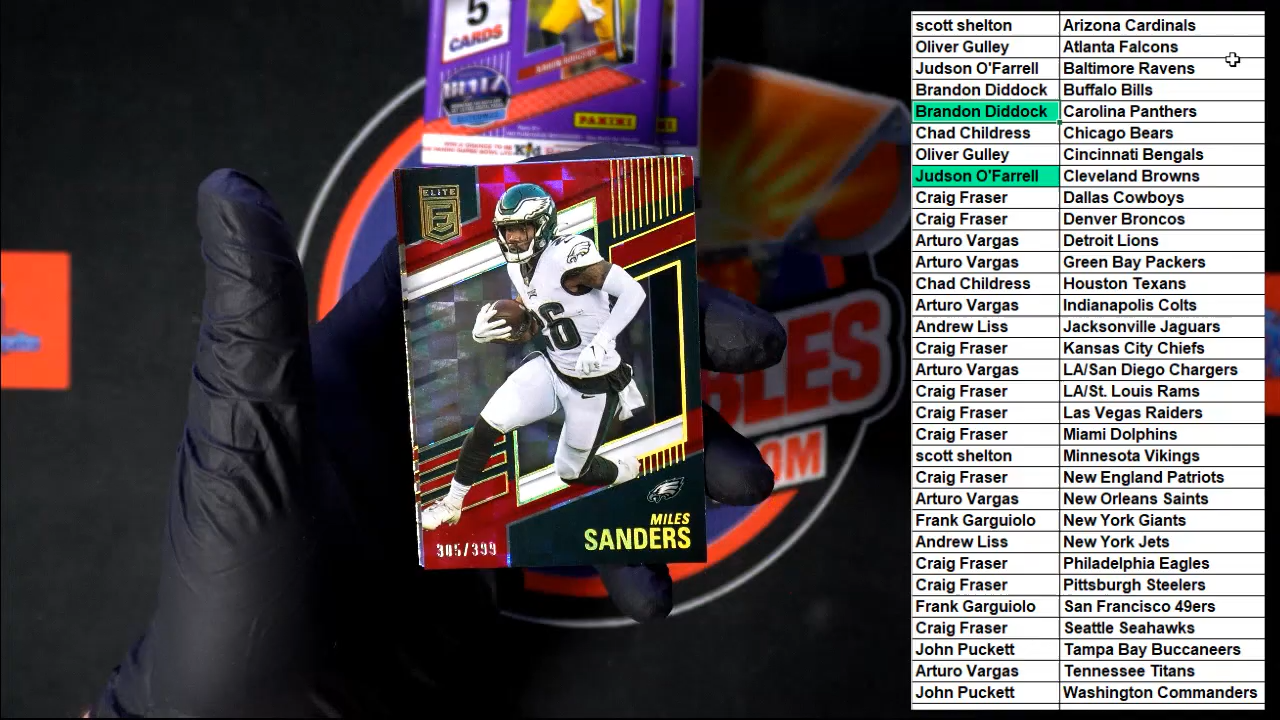 5
CARDS
AARON RODGERS
PANINI
ELITE
E
26
MILES
SANDERS
385/399
BLES
OM
scott shelton Arizona Cardinals
Oliver Gulley Atlanta Falcons
Judson O'Farrell Baltimore Ravens
Brandon Diddock Buffalo Bills
Brandon Diddock Carolina Panthers
Chad Childress Chicago Bears
Oliver Gulley Cincinnati Bengals
Judson O'Farrell Cleveland Browns
Craig Fraser Dallas Cowboys
Craig Fraser Denver Broncos
Arturo Vargas Detroit Lions
Arturo Vargas Green Bay Packers
Chad Childress Houston Texans
Arturo Vargas Indianapolis Colts
Andrew Liss Jacksonville Jaguars
Craig Fraser Kansas City Chiefs
Arturo Vargas LA/San Diego Chargers
Craig Fraser LA/St. Louis Rams
Craig Fraser Las Vegas Raiders
Craig Fraser Miami Dolphins
scott shelton Minnesota Vikings
Craig Fraser New England Patriots
Arturo Vargas New Orleans Saints
Frank Garguiolo New York Giants
Andrew Liss New York Jets
Craig Fraser Philadelphia Eagles
Craig Fraser Pittsburgh Steelers
Frank Garguiolo San Francisco 49ers
Craig Fraser Seattle Seahawks
John Puckett Tampa Bay Buccaneers
Arturo Vargas Tennessee Titans
John Puckett Washington Commanders